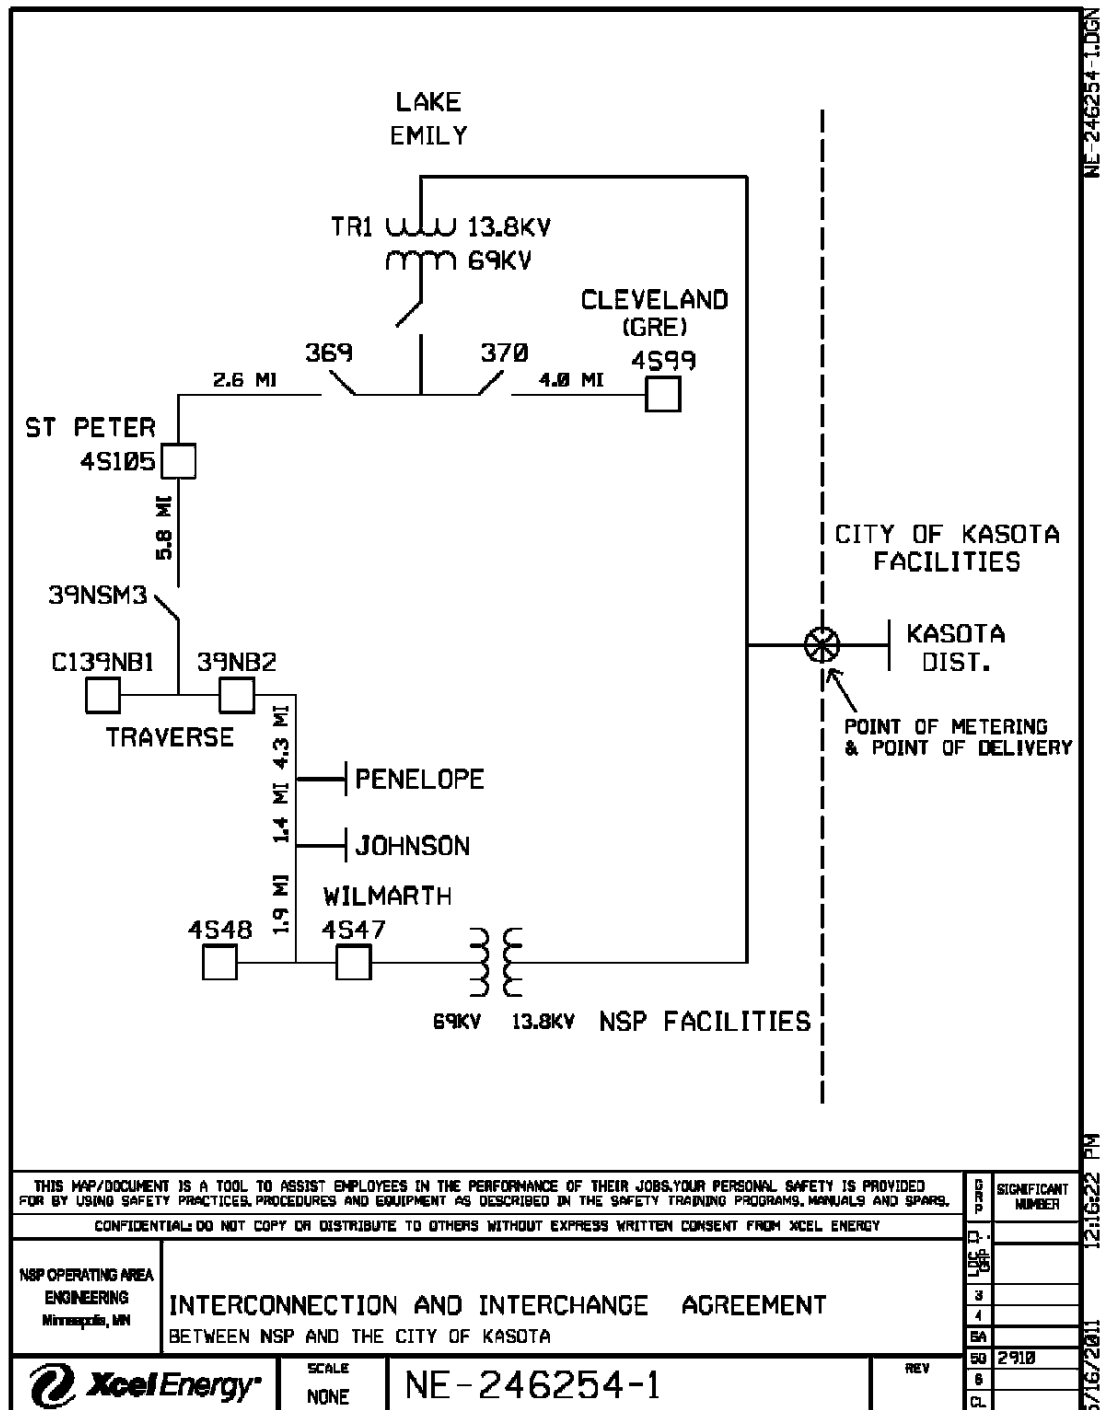 NE-246254-1.DGN
LAKE
EMILY
TR1
13.8KV
69KV
CLEVELAND
(GRE)
4S99
369
370
2.6 MI
4.0 MI
ST PETER
4S105
5.8 MI
CITY OF KASOTA
FACILITIES
39NSM3
KASOTA
DIST.
C139NB1
39NB2
TRAVERSE
POINT OF METERING
& POINT OF DELIVERY
4.3 MI
PENELOPE
1.4 MI
JOHNSON
1.9 MI
WILMARTH
4S48
4S47
69KV
13.8KV
NSP FACILITIES
THIS MAP/DOCUMENT IS A TOOL TO ASSIST EMPLOYEES IN THE PERFORMANCE OF THEIR JOBS.YOUR PERSONAL SAFETY IS PROVIDED
FOR BY USING SAFETY PRACTICES, PROCEDURES AND EQUIPMENT AS DESCRIBED IN THE SAFETY TRAINING PROGRAMS, MANUALS AND SPARS.
CONFIDENTIAL: DO NOT COPY OR DISTRIBUTE TO OTHERS WITHOUT EXPRESS WRITTEN CONSENT FROM XCEL ENERGY
GRP
SIGNIFICANT
NUMBER
NSP OPERATING AREA
ENGINEERING
Minneapolis, MN
INTERCONNECTION AND INTERCHANGE AGREEMENT
BETWEEN NSP AND THE CITY OF KASOTA
3
4
5A
5G
2910
6
CL
Xcel Energy
SCALE
NONE
NE-246254-1
REV
12:16:22 PM
5/16/2011